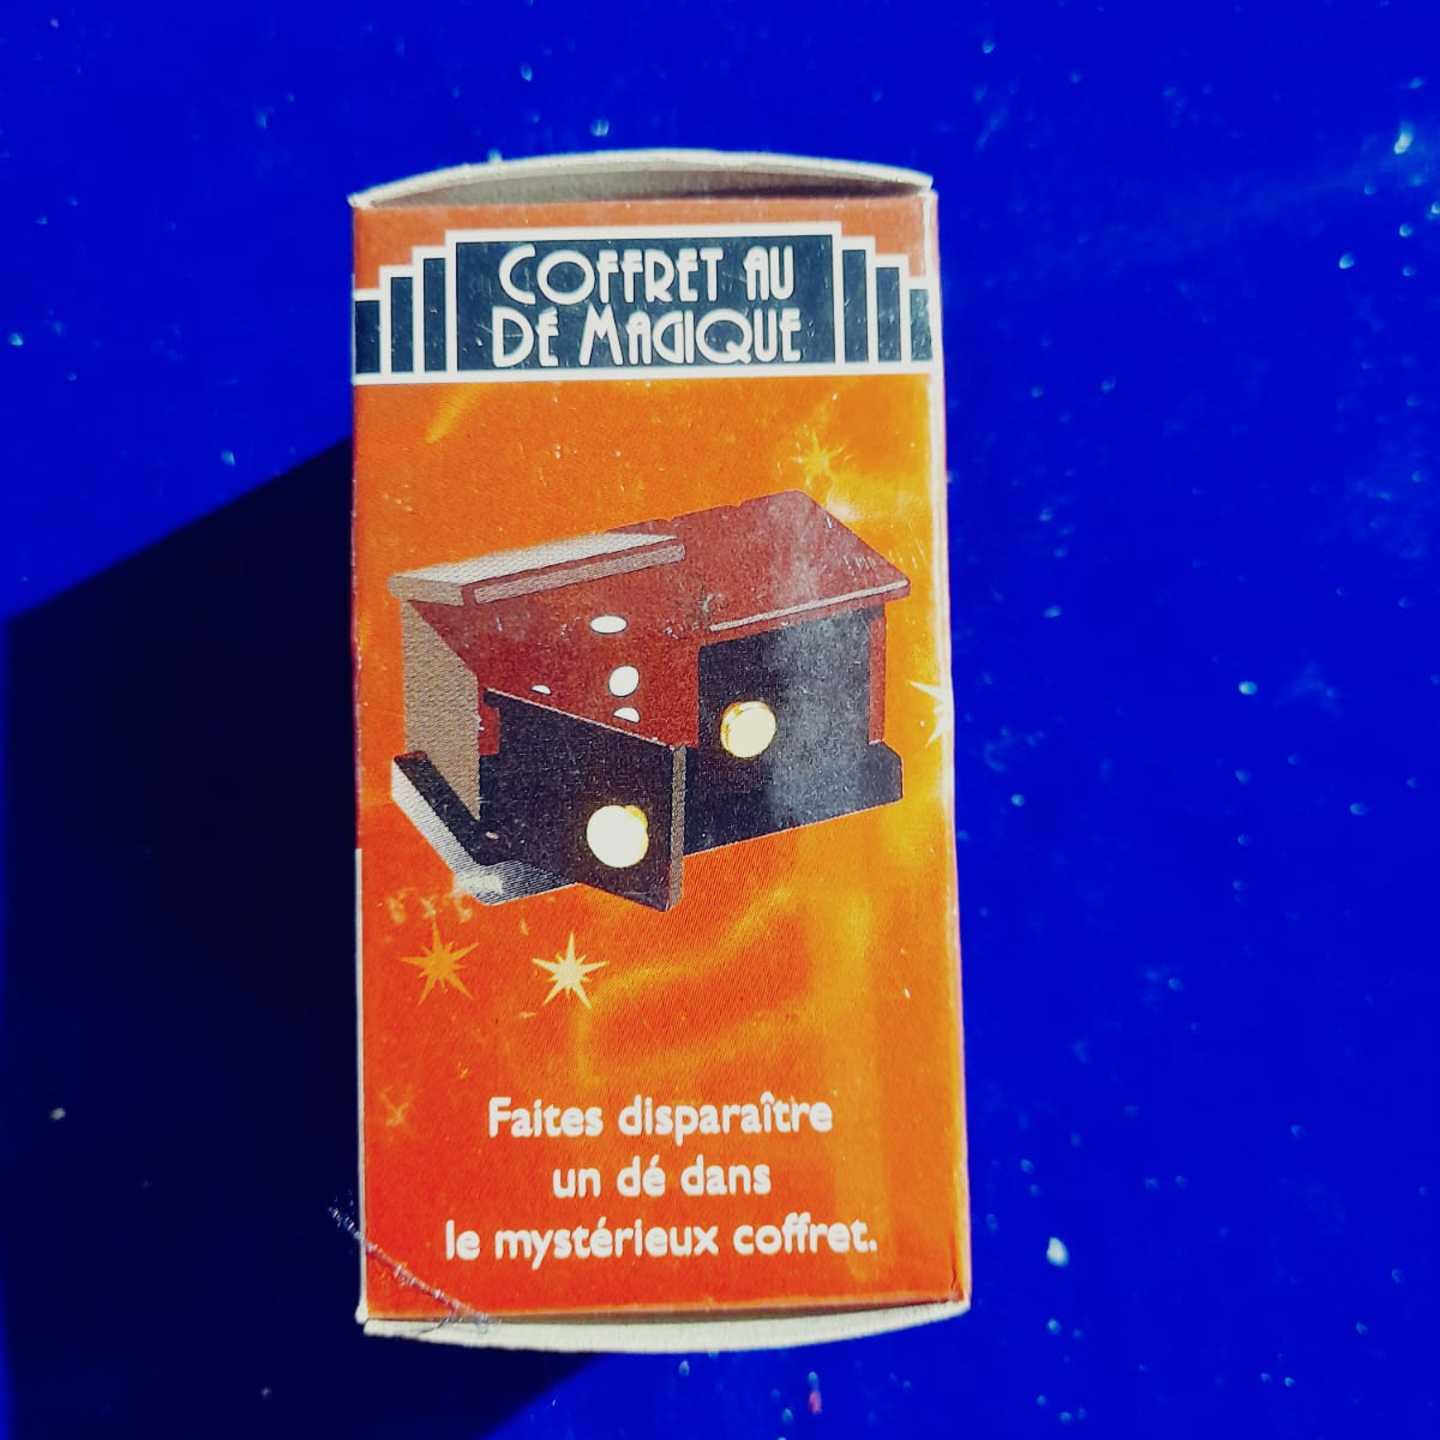 COFFRET AU
DÉ MAGIQUE
Faites disparaître
un dé dans
le mystérieux coffret.